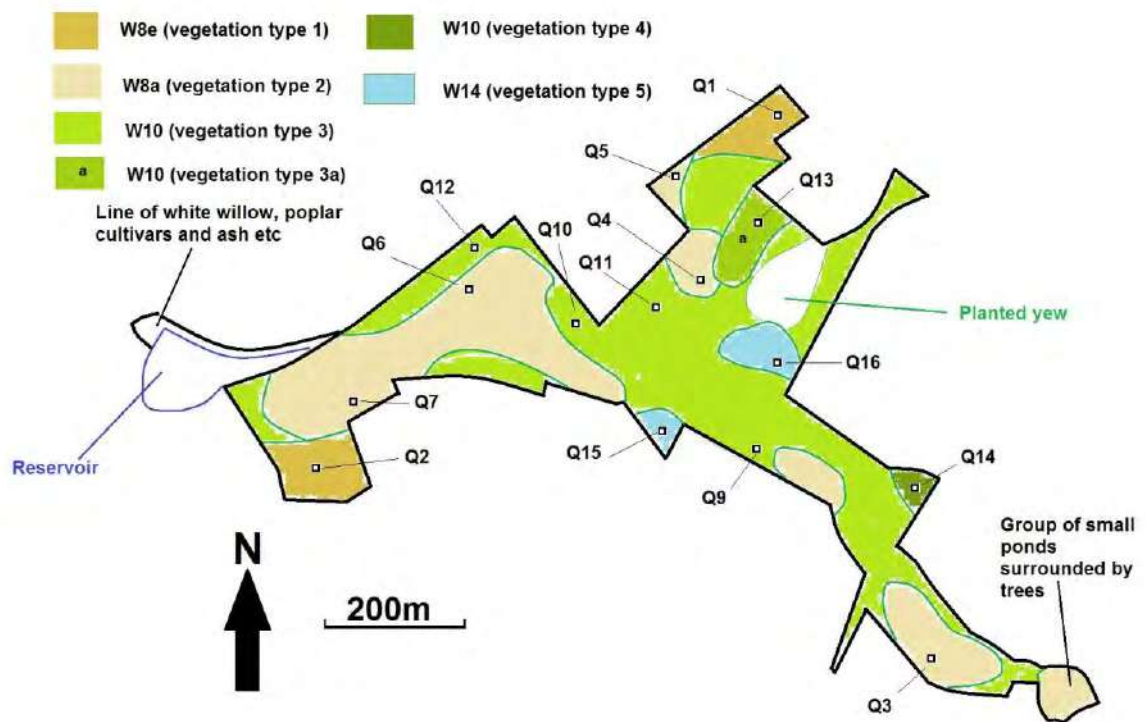 W8e (vegetation type 1)
W10 (vegetation type 4)
W8a (vegetation type 2)
W14 (vegetation type 5)
W10 (vegetation type 3)
a
W10 (vegetation type 3a)
Line of white willow, poplar
cultivars and ash etc
Q1
Q5
Q12
Q13
Q6
Q10
Q4
a
Q11
Planted yew
Q16
Q7
Reservoir
Q2
Q15
Q9
Q14
N
200m
Group of small
ponds
surrounded by
trees
Q3